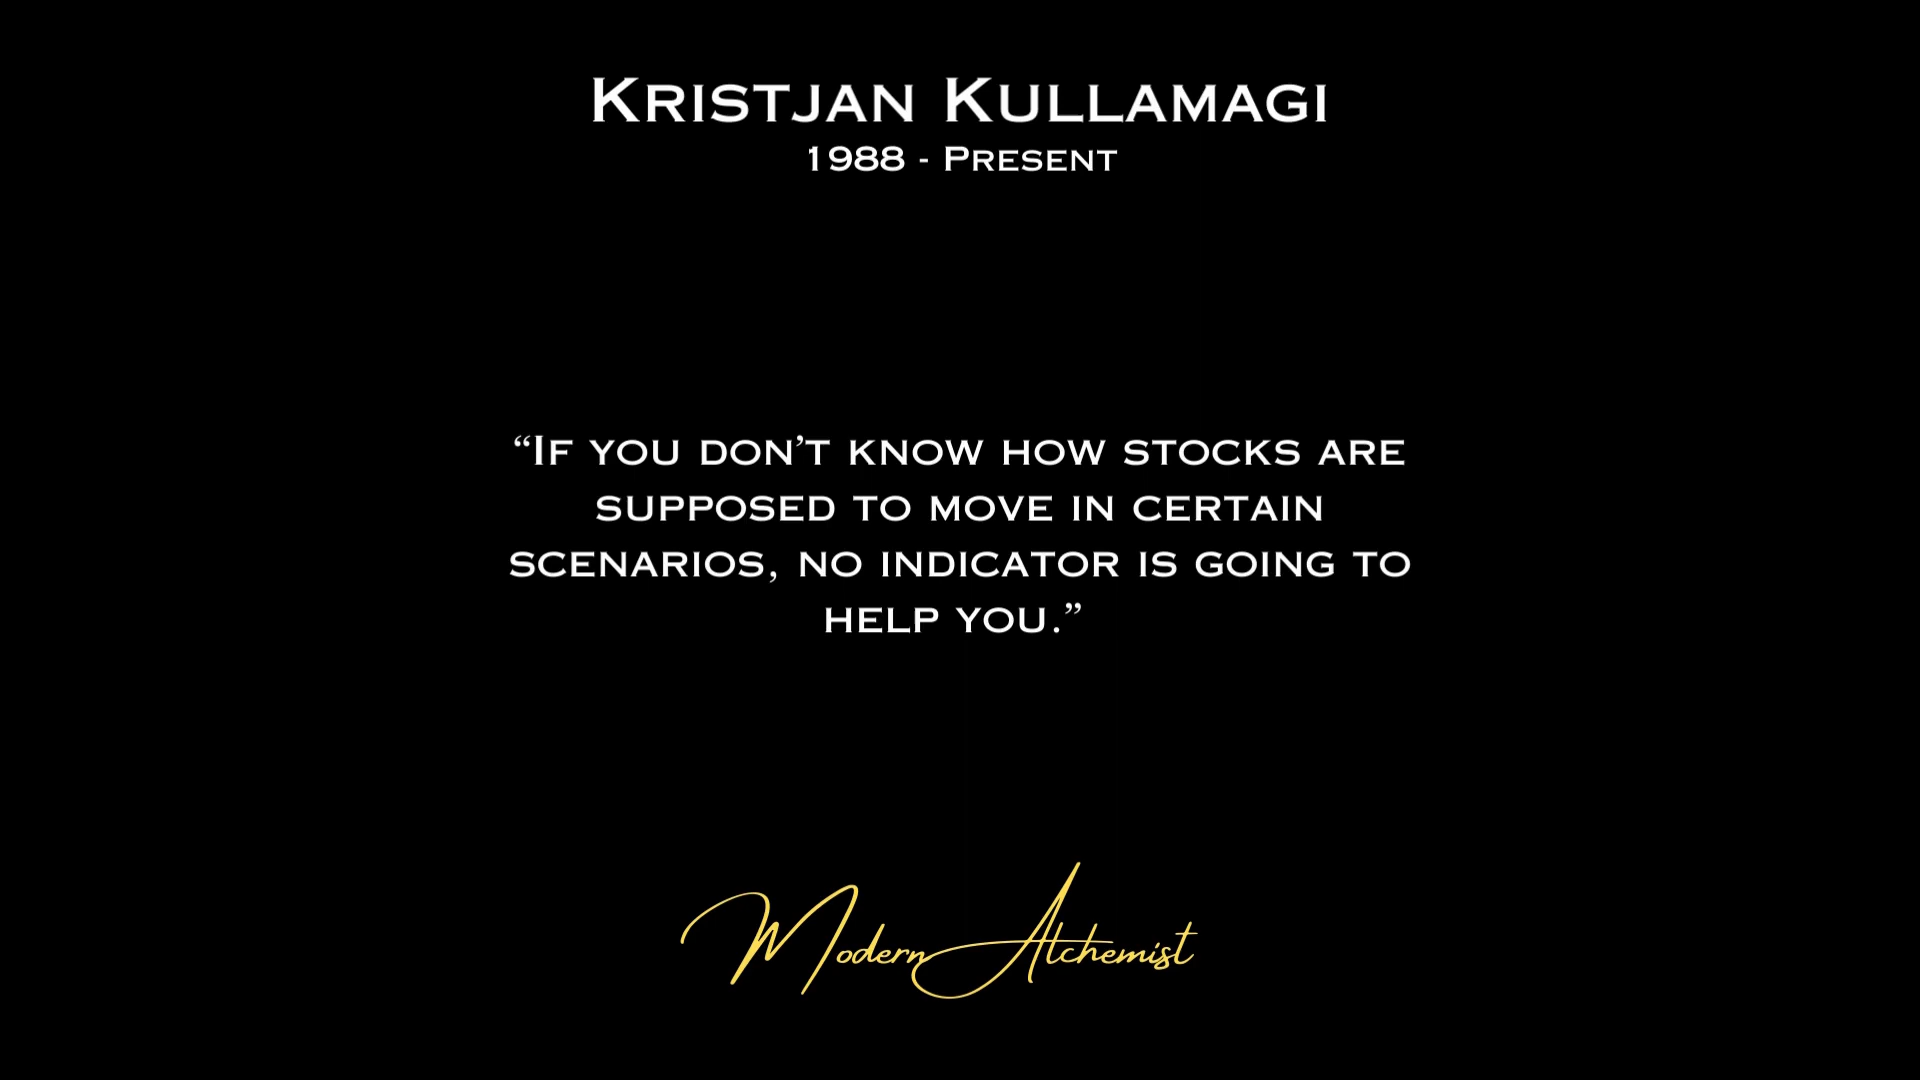 Kristjan Kullamagi
1988 - Present
“If you don’t know how stocks are
supposed to move in certain
scenarios, no indicator is going to
help you.”
Modern Alchemist